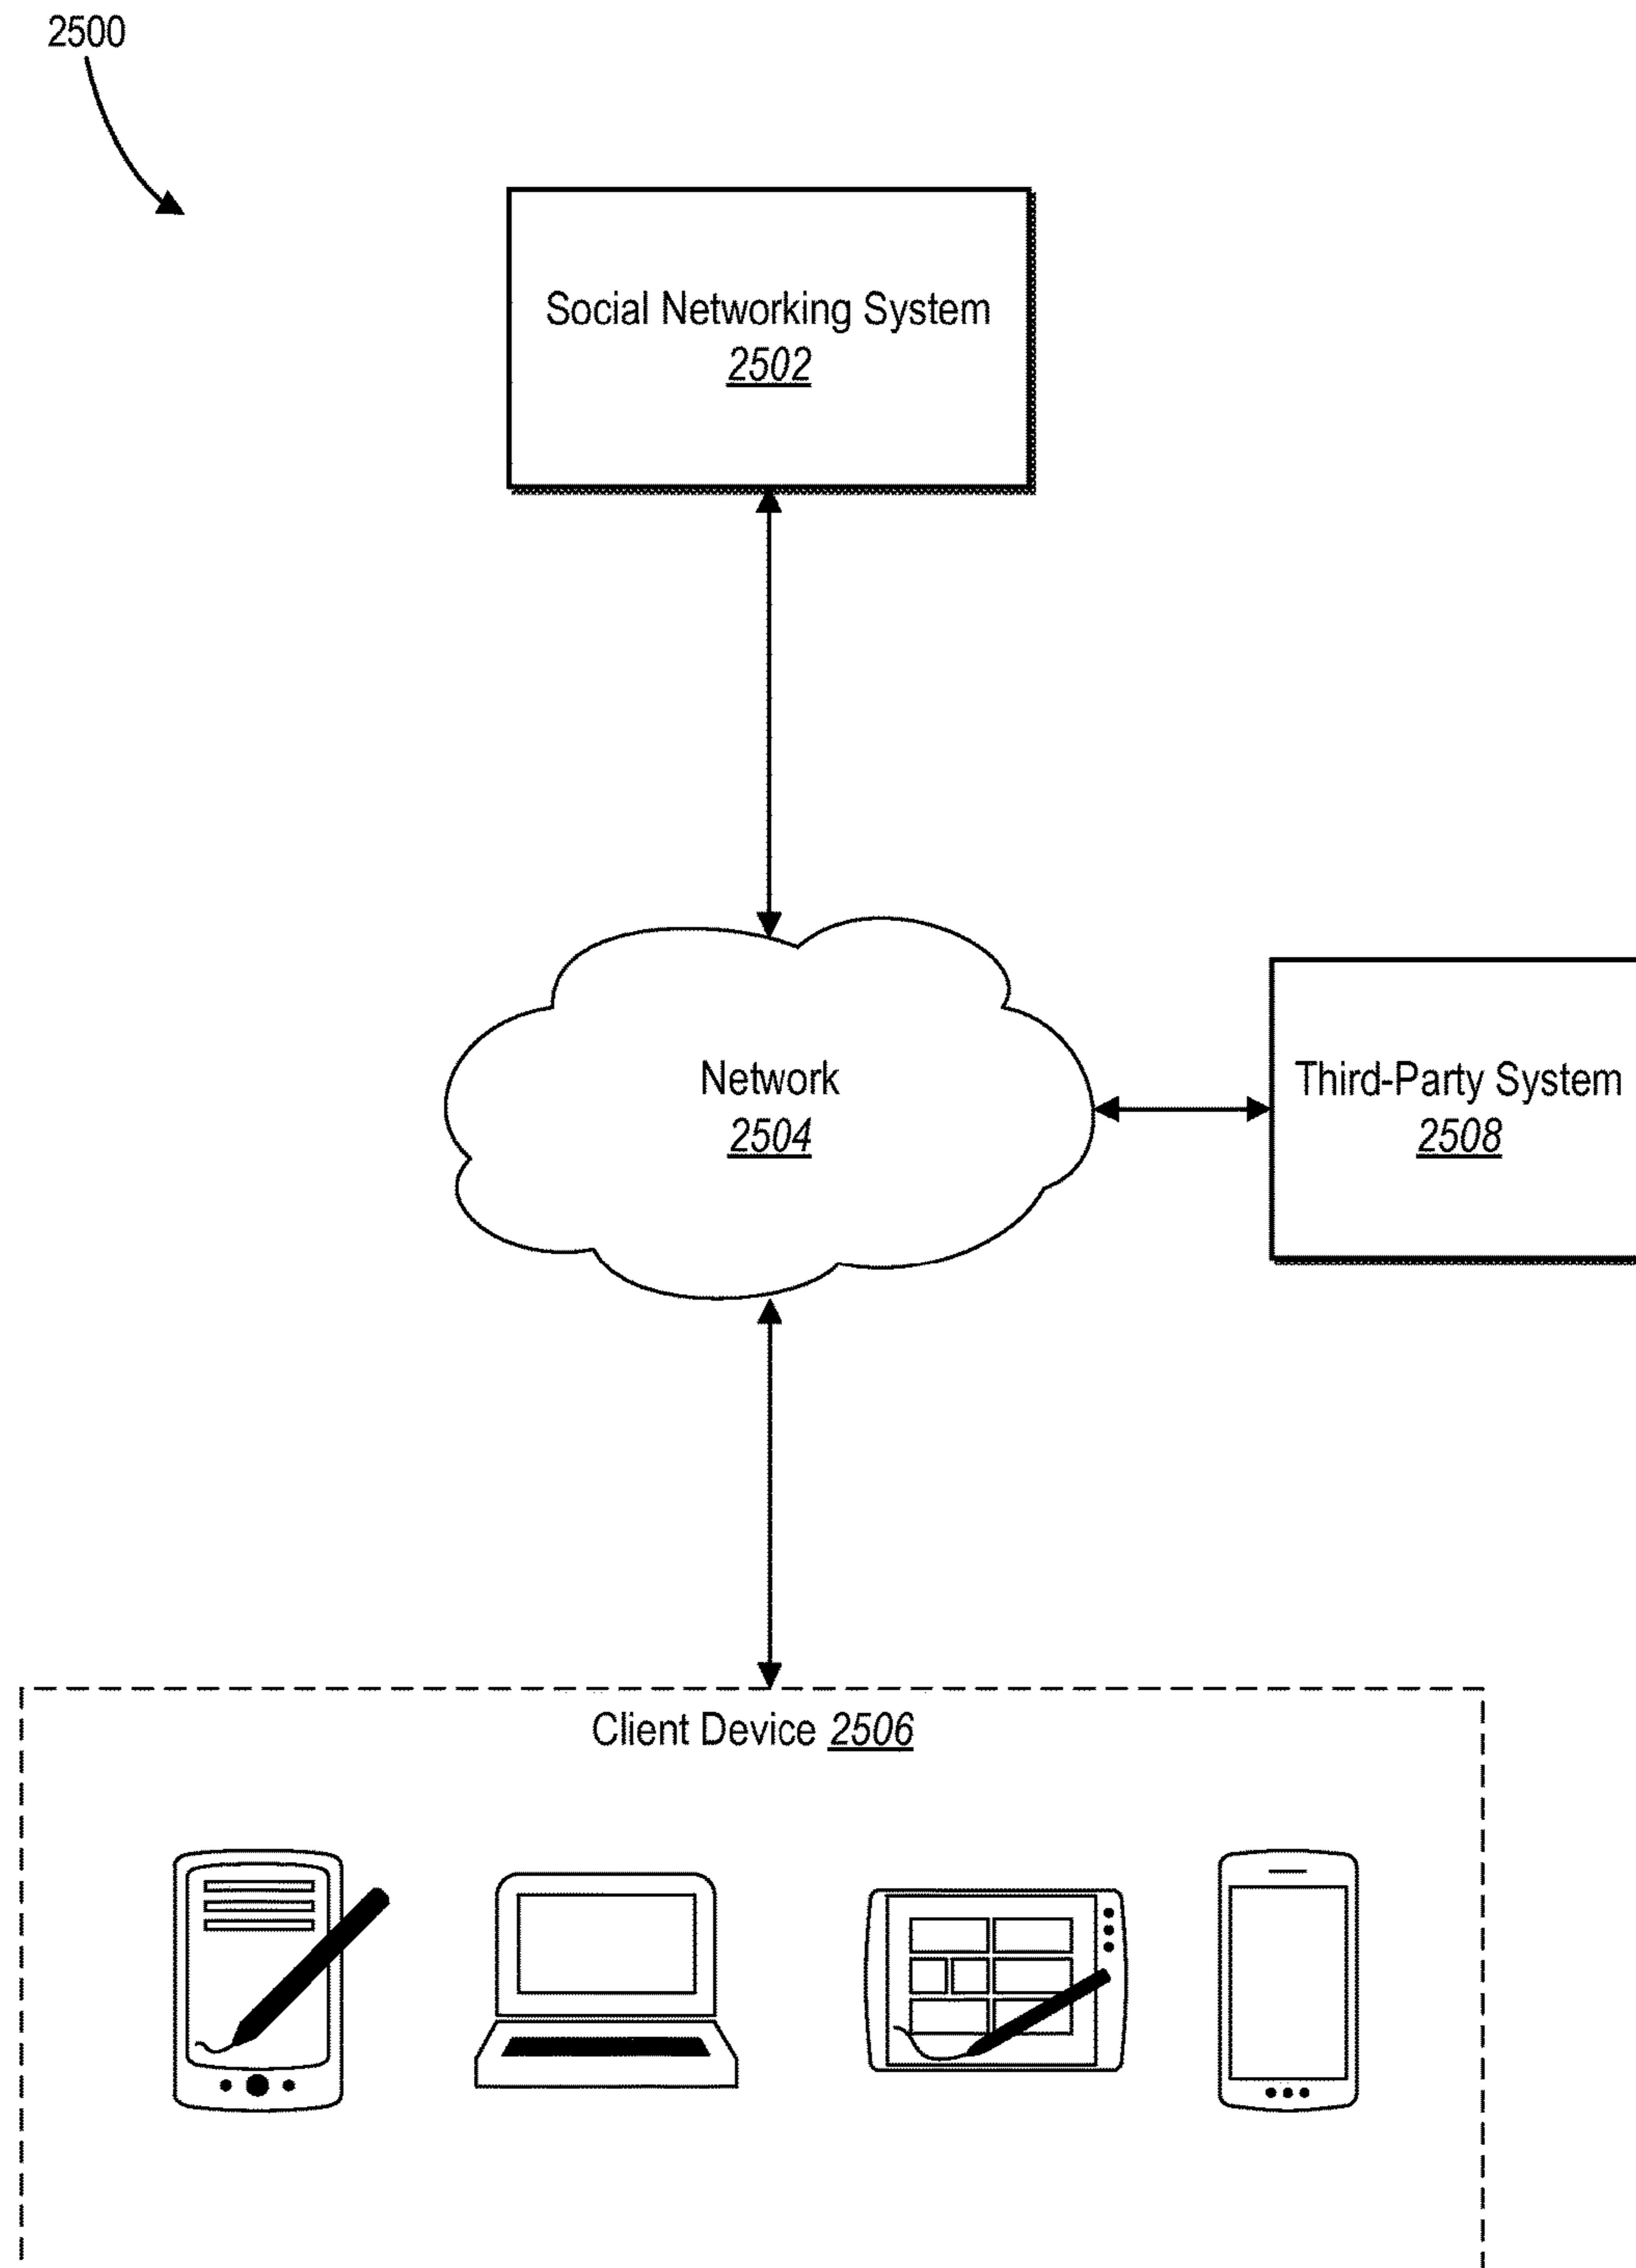 2500
Social Networking System
2502
Network
2504
Third-Party System
2508
Client Device 2506